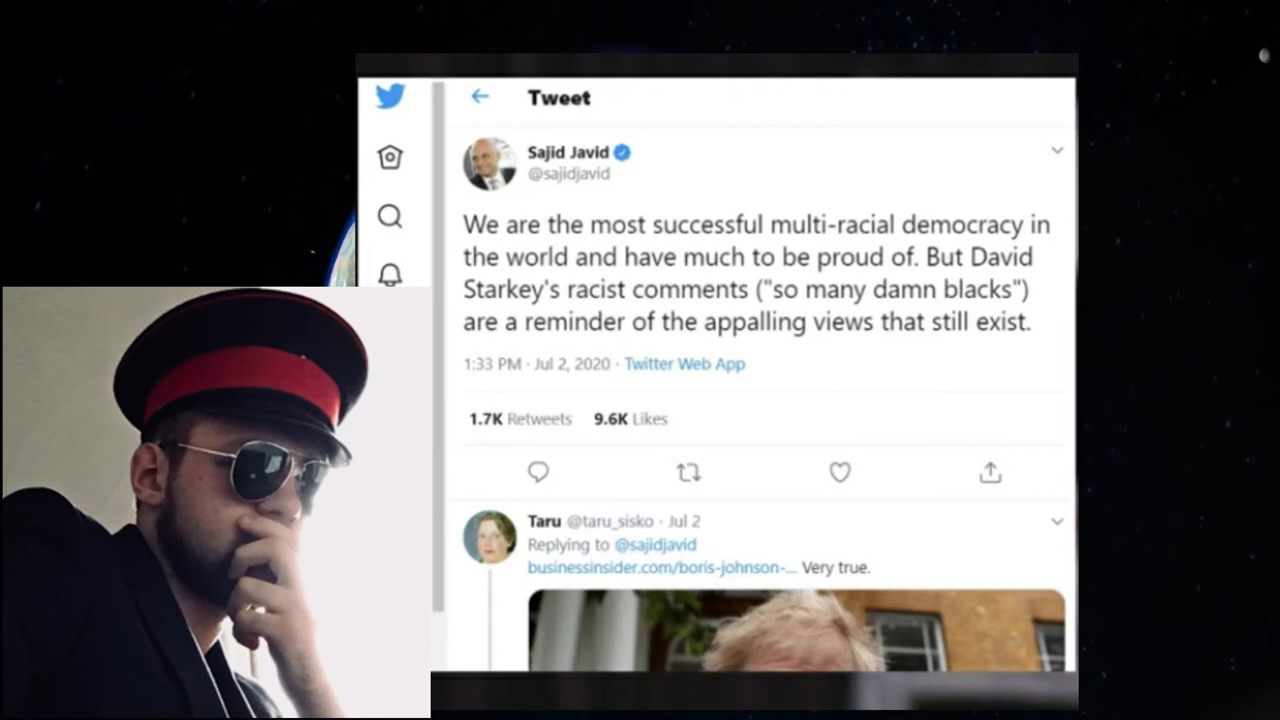 Tweet
Sajid Javid
@sajidjavid
We are the most successful multi-racial democracy in
the world and have much to be proud of. But David
Starkey's racist comments ("so many damn blacks")
are a reminder of the appalling views that still exist.
1:33 PM · Jul 2, 2020 · Twitter Web App
1.7K Retweets 9.6K Likes
Taru @taru_sisko · Jul 2
Replying to @sajidjavid
businessinsider.com/boris-johnson-... Very true.